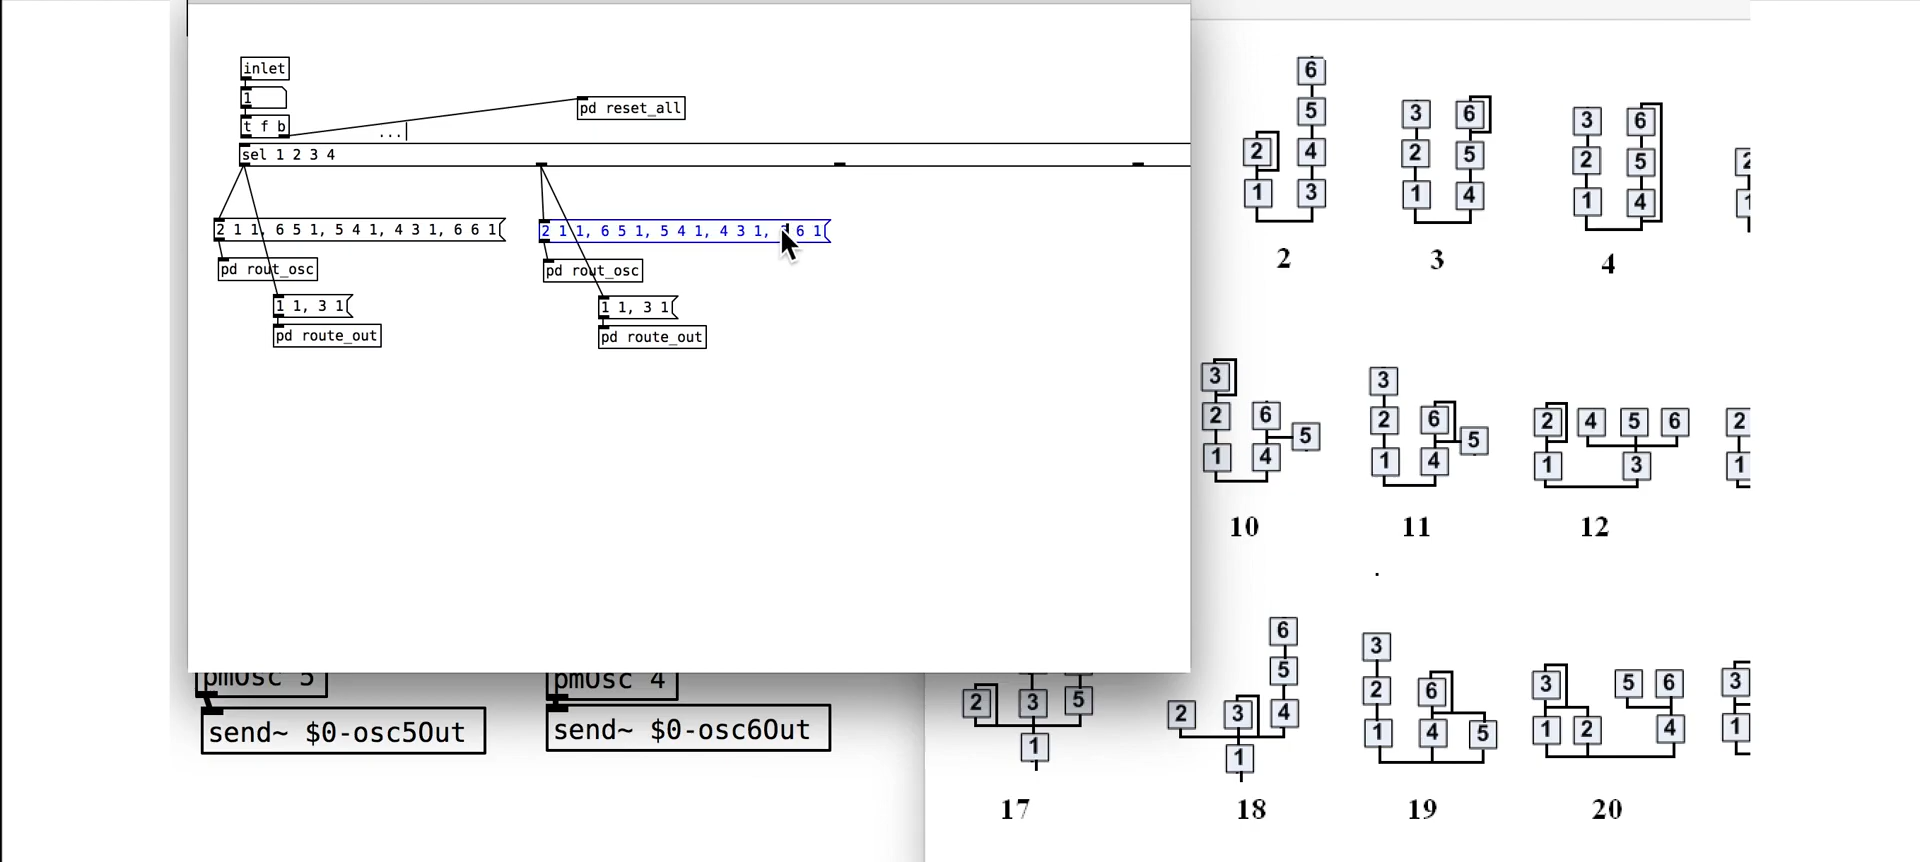 inlet
1
t f b
pd reset_all
...
sel 1 2 3 4
2 1 1, 6 5 1, 5 4 1, 4 3 1, 6 6 1
pd rout_osc
1 1, 3 1
pd route_out
2 1 1, 6 5 1, 5 4 1, 4 3 1, 6 1
pd rout_osc
1 1, 3 1
pd route_out
pmOsc 5
send~ $0-osc5Out
pmOsc 4
send~ $0-osc6Out
6
5
2 4
1 3
2
3 6
2 5
1 4
3
3 6
2 5
1 4
4
2
1
3
2 6 5
1 4
10
3
2 6 5
1 4
11
2 4 5 6
1 3
12
2
1
2 3 5
1
17
6
5
2 3 4
1
18
3
2 6
1 4 5
19
3 5 6
1 2 4
20
3
1